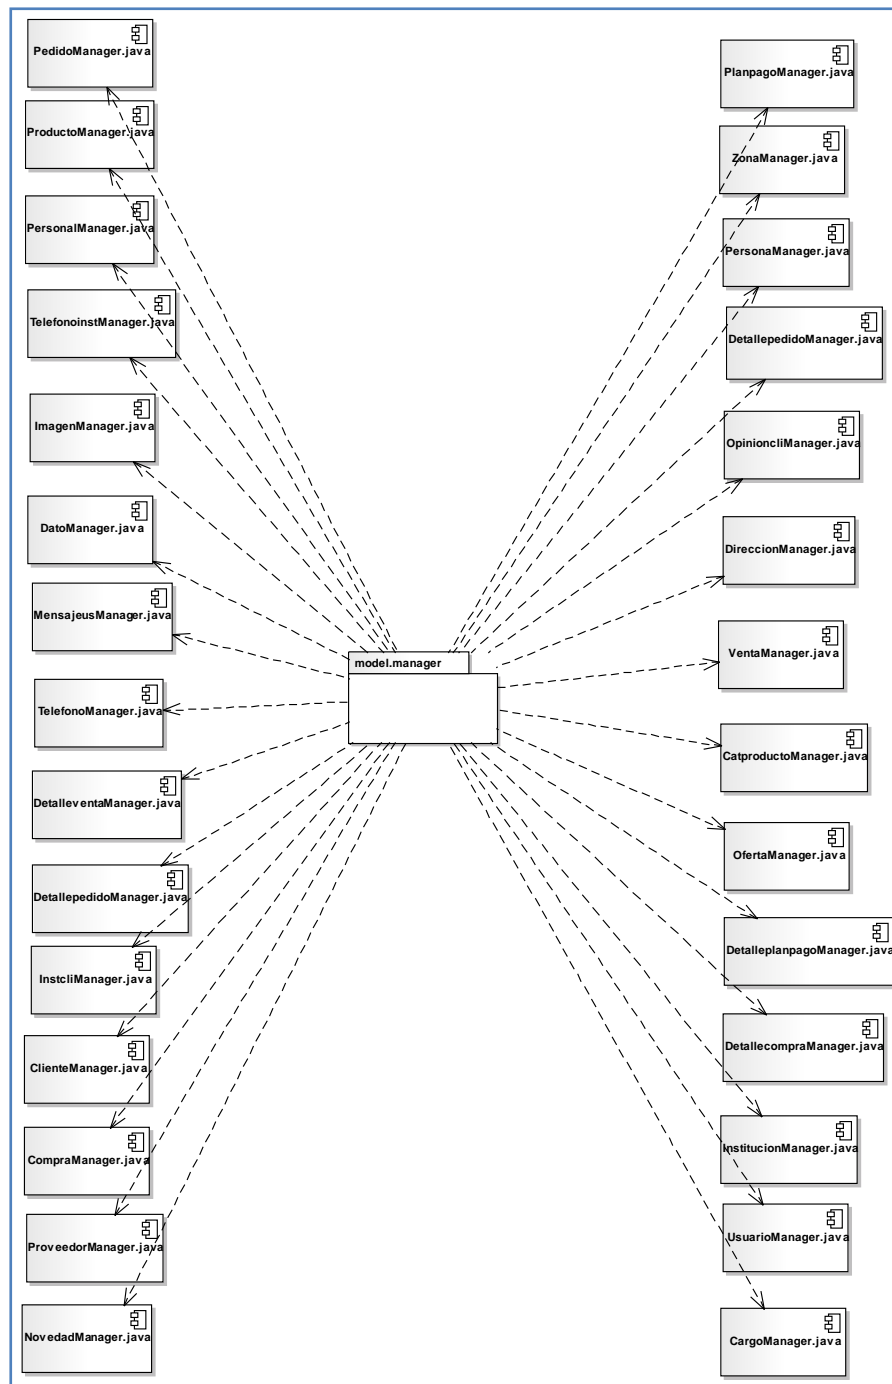 PedidoManager.java
ProductoManager.java
PersonalManager.java
TelefonoinstManager.java
ImagenManager.java
DatoManager.java
MensajeusManager.java
TelefonoManager.java
DetalleventaManager.java
DetallepedidoManager.java
InstcliManager.java
ClienteManager.java
CompraManager.java
ProveedorManager.java
NovedadManager.java
model.manager
PlanpagoManager.java
ZonaManager.java
PersonaManager.java
DetallepedidoManager.java
OpinioncliManager.java
DireccionManager.java
VentaManager.java
CatproductoManager.java
OfertaManager.java
DetalleplanpagoManager.java
DetallecompraManager.java
InstitucionManager.java
UsuarioManager.java
CargoManager.java